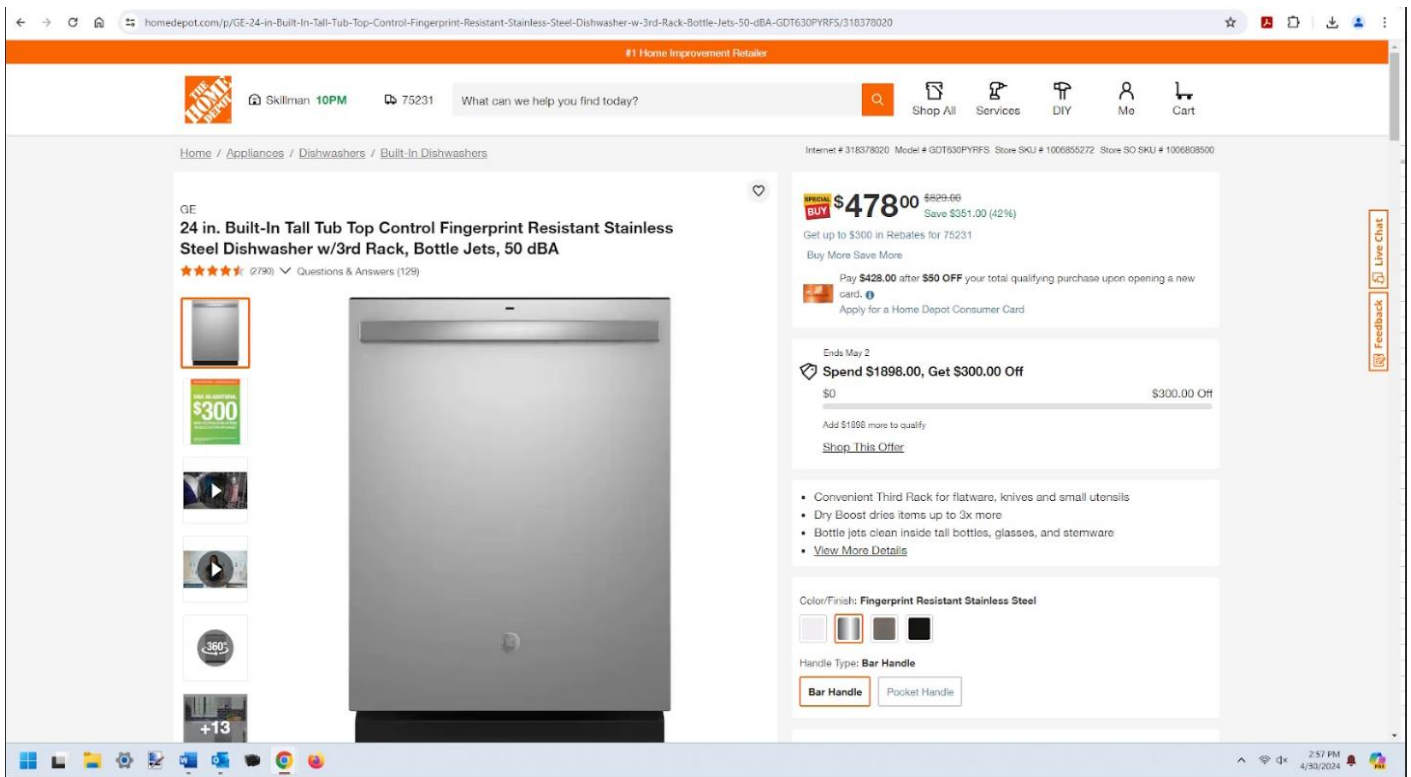 homedepot.com/p/GE-24-in-Built-In-Tall-Tub-Top-Control-Fingerprint-Resistant-Stainless-Steel-Dishwasher-w-3rd-Rack-Bottle-Jets-50-dBA-GDT630PYRFS/318378020
#1 Home Improvement Retailer
THE HOME DEPOT
Skillman 10PM
75231
What can we help you find today?
Shop All
Services
DIY
Me
Cart
Home / Appliances / Dishwashers / Built-In Dishwashers
Internet # 318378020 Model # GDT630PYRFS Store SKU # 1006855272 Store SO SKU # 1006808500
GE
24 in. Built-In Tall Tub Top Control Fingerprint Resistant Stainless
Steel Dishwasher w/3rd Rack, Bottle Jets, 50 dBA
(2790) Questions & Answers (129)
$300
360°
+13
SPECIAL BUY $478 00 $829.00
Save $351.00 (42%)
Get up to $300 in Rebates for 75231
Buy More Save More
Pay $428.00 after $50 OFF your total qualifying purchase upon opening a new
card.
Apply for a Home Depot Consumer Card
Ends May 2
Spend $1898.00, Get $300.00 Off
$0 $300.00 Off
Add $1898 more to qualify
Shop This Offer
• Convenient Third Rack for flatware, knives and small utensils
• Dry Boost dries items up to 3x more
• Bottle jets clean inside tall bottles, glasses, and stemware
• View More Details
Color/Finish: Fingerprint Resistant Stainless Steel
Handle Type: Bar Handle
Bar Handle
Pocket Handle
Live Chat
Feedback
2:57 PM
4/30/2024